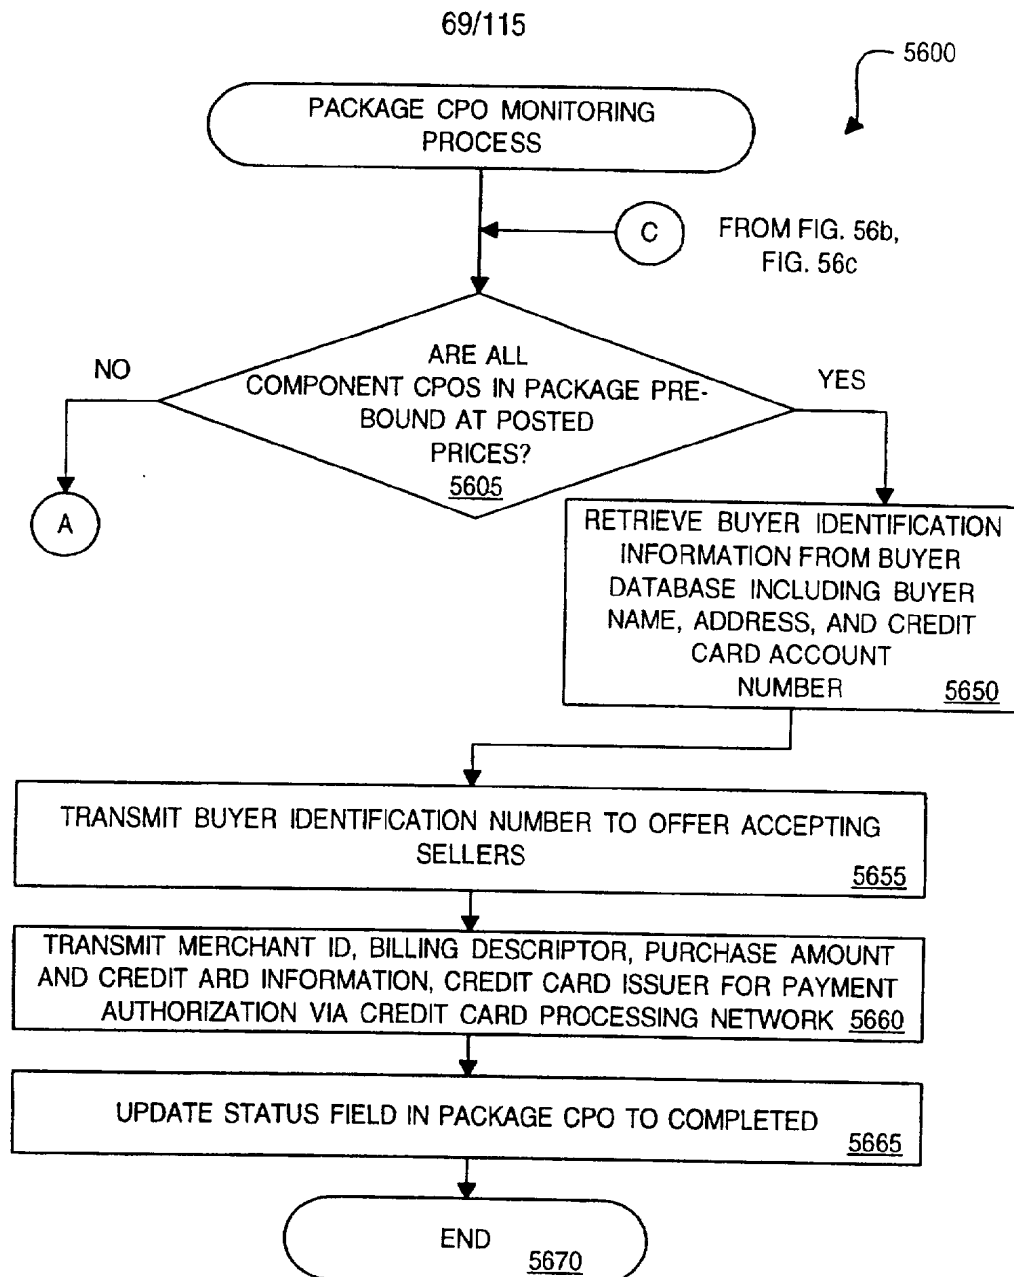 69/115
5600
PACKAGE CPO MONITORING
PROCESS
C
FROM FIG. 56b,
FIG. 56c
NO
YES
ARE ALL
COMPONENT CPOS IN PACKAGE PRE-
BOUND AT POSTED
PRICES?
5605
A
RETRIEVE BUYER IDENTIFICATION
INFORMATION FROM BUYER
DATABASE INCLUDING BUYER
NAME, ADDRESS, AND CREDIT
CARD ACCOUNT
NUMBER 5650
TRANSMIT BUYER IDENTIFICATION NUMBER TO OFFER ACCEPTING
SELLERS
5655
TRANSMIT MERCHANT ID, BILLING DESCRIPTOR, PURCHASE AMOUNT
AND CREDIT ARD INFORMATION, CREDIT CARD ISSUER FOR PAYMENT
AUTHORIZATION VIA CREDIT CARD PROCESSING NETWORK 5660
UPDATE STATUS FIELD IN PACKAGE CPO TO COMPLETED
5665
END
5670